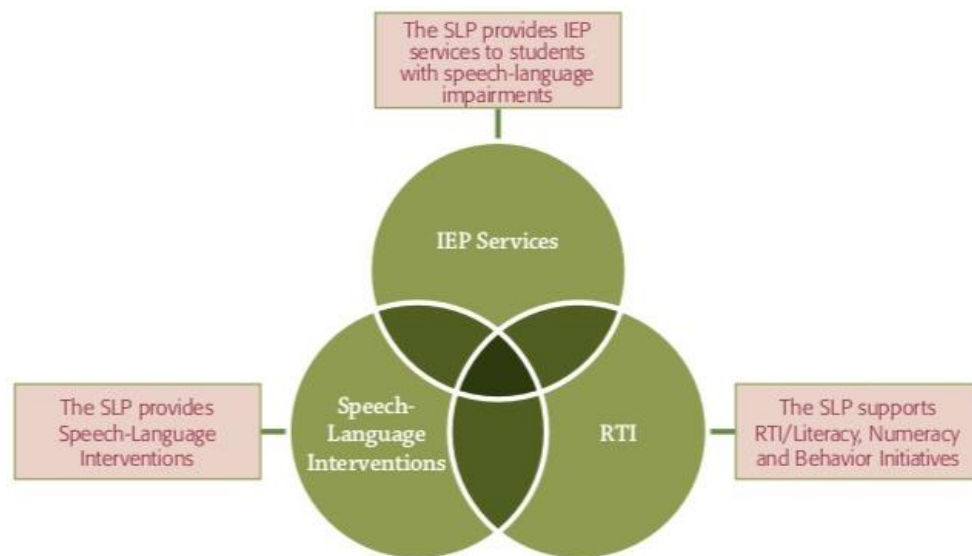 The SLP provides IEP
services to students
with speech-language
impairments
IEP Services
The SLP provides
Speech-Language
Interventions
Speech-
Language
Interventions
RTI
The SLP supports
RTI/Literacy, Numeracy
and Behavior Initiatives